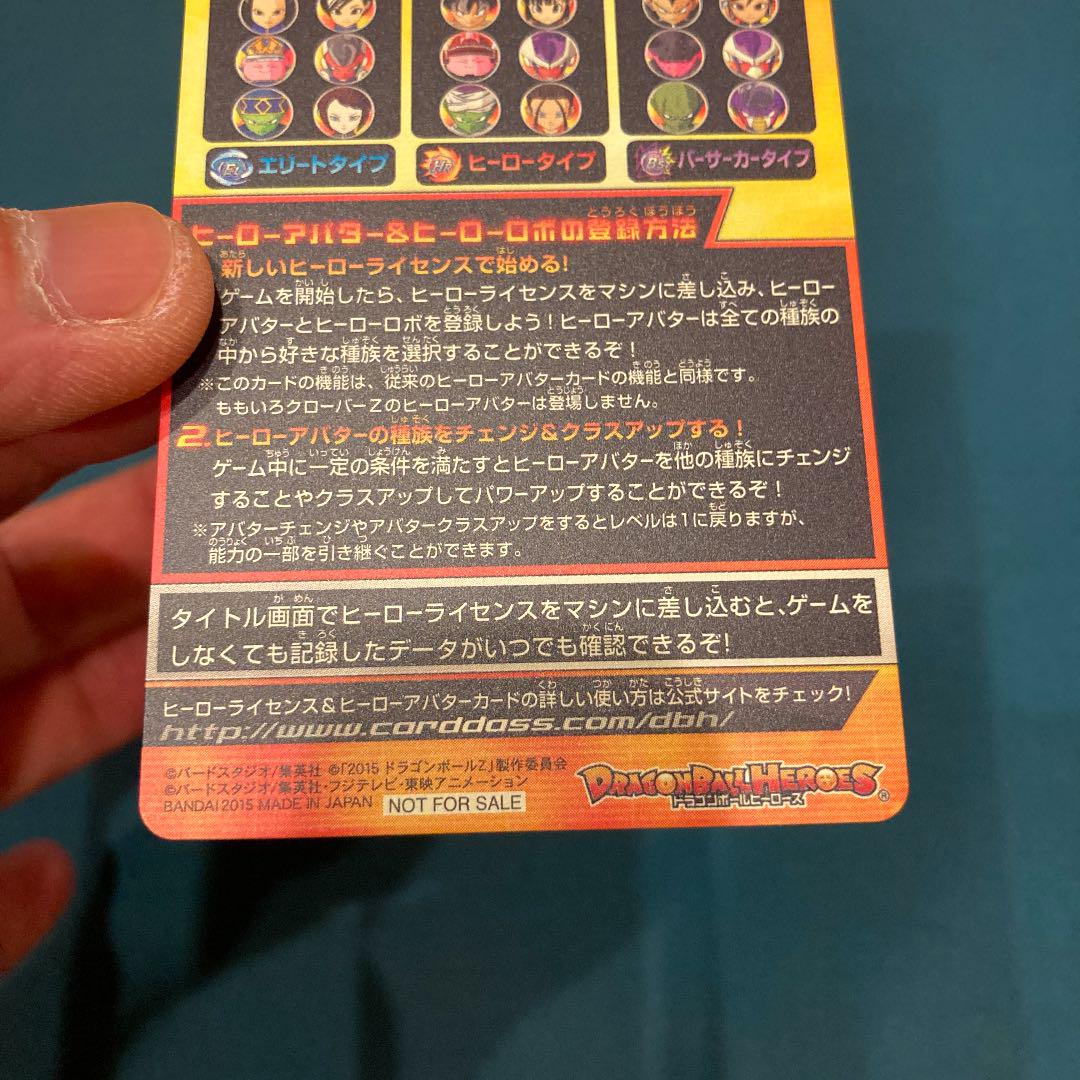 エリートタイプ ヒーロータイプ バーサーカータイプ
ヒーローアバター&ヒーローロボの登録方法
新しいヒーローライセンスで始める!
ゲームを開始したら、ヒーローライセンスをマシンに差し込み、ヒーロー
アバターとヒーローロボを登録しよう!ヒーローアバターは全ての種族の
中から好きな種族を選択することができるぞ!
※このカードの機能は、従来のヒーローアバターカードの機能と同様です。
ももいろクローバーZのヒーローアバターは登場しません。
2.ヒーローアバターの種族をチェンジ&クラスアップする!
ゲーム中に一定の条件を満たすとヒーローアバターを他の種族にチェンジ
することやクラスアップしてパワーアップすることができるぞ!
※アバターチェンジやアバタークラスアップをするとレベルは1に戻りますが、
能力の一部を引き継ぐことができます。
タイトル画面でヒーローライセンスをマシンに差し込むと、ゲームを
しなくても記録したデータがいつでも確認できるぞ!
ヒーローライセンス&ヒーローアバターカードの詳しい使い方は公式サイトをチェック!
http://www.carddass.com/dbh/
©バードスタジオ/集英社 ©「2015 ドラゴンボールZ」製作委員会
©バードスタジオ/集英社・フジテレビ・東映アニメーション
BANDAI 2015 MADE IN JAPAN NOT FOR SALE
DRAGONBALL HEROES®
ドラゴンボールヒーローズ